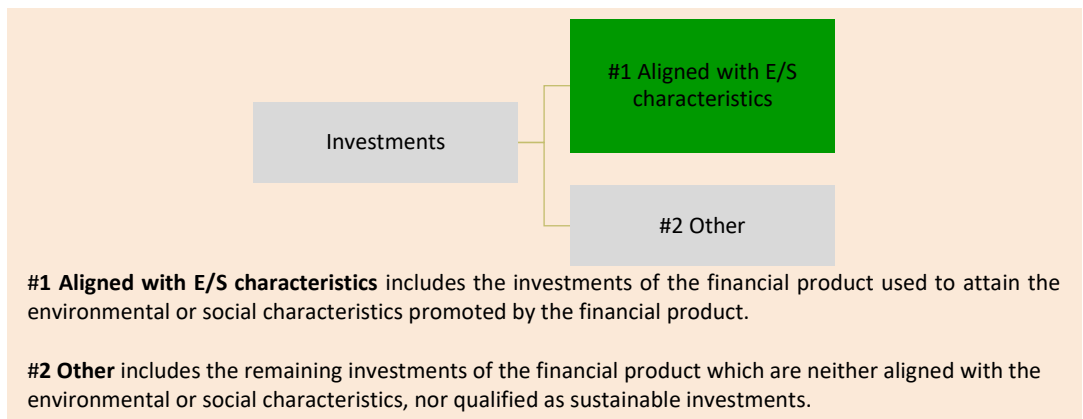 #1 Aligned with E/S
characteristics
Investments
#2 Other
#1 Aligned with E/S characteristics includes the investments of the financial product used to attain the
environmental or social characteristics promoted by the financial product.
#2 Other includes the remaining investments of the financial product which are neither aligned with the
environmental or social characteristics, nor qualified as sustainable investments.